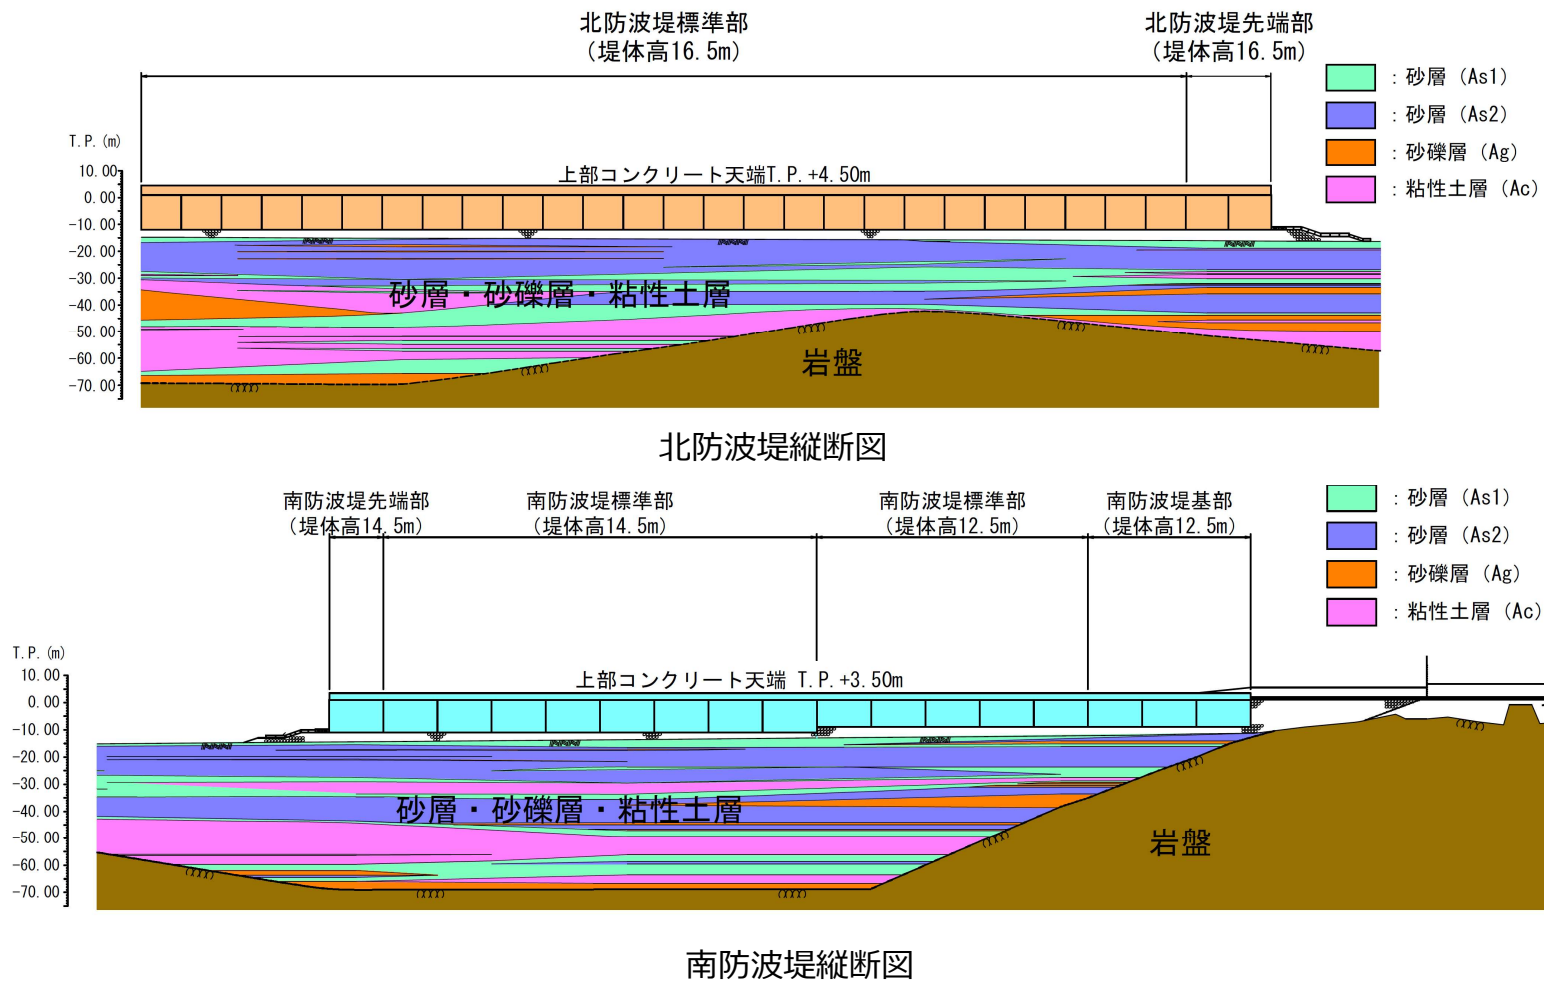 北防波堤標準部
（堤体高16.5m）
北防波堤先端部
（堤体高16.5m）
：砂層（As1）
：砂層（As2）
：砂礫層（Ag）
：粘性土層（Ac）
T.P.(m)
10.00
0.00
-10.00
-20.00
-30.00
-40.00
-50.00
-60.00
-70.00
上部コンクリート天端T.P.+4.50m
砂層・砂礫層・粘性土層
岩盤
北防波堤縦断図
南防波堤先端部
（堤体高14.5m）
南防波堤標準部
（堤体高14.5m）
南防波堤標準部
（堤体高12.5m）
南防波堤基部
（堤体高12.5m）
：砂層（As1）
：砂層（As2）
：砂礫層（Ag）
：粘性土層（Ac）
T.P.(m)
10.00
0.00
-10.00
-20.00
-30.00
-40.00
-50.00
-60.00
-70.00
上部コンクリート天端 T.P.+3.50m
砂層・砂礫層・粘性土層
岩盤
南防波堤縦断図